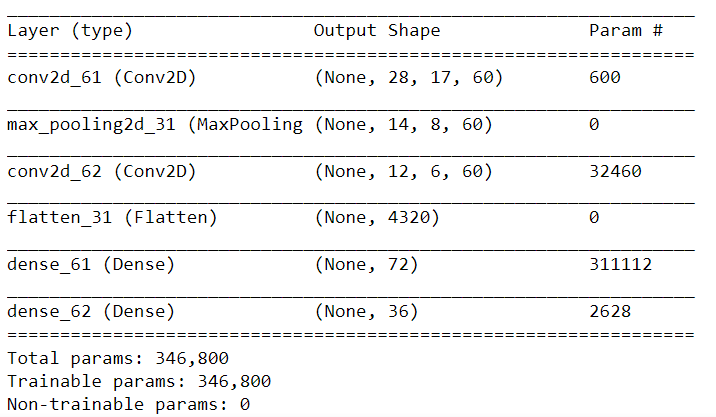 _________________________________________________________________
Layer (type)                 Output Shape              Param #
=================================================================
conv2d_61 (Conv2D)           (None, 28, 17, 60)        600
_________________________________________________________________
max_pooling2d_31 (MaxPooling (None, 14, 8, 60)         0
_________________________________________________________________
conv2d_62 (Conv2D)           (None, 12, 6, 60)         32460
_________________________________________________________________
flatten_31 (Flatten)         (None, 4320)              0
_________________________________________________________________
dense_61 (Dense)             (None, 72)                311112
_________________________________________________________________
dense_62 (Dense)             (None, 36)                2628
=================================================================
Total params: 346,800
Trainable params: 346,800
Non-trainable params: 0